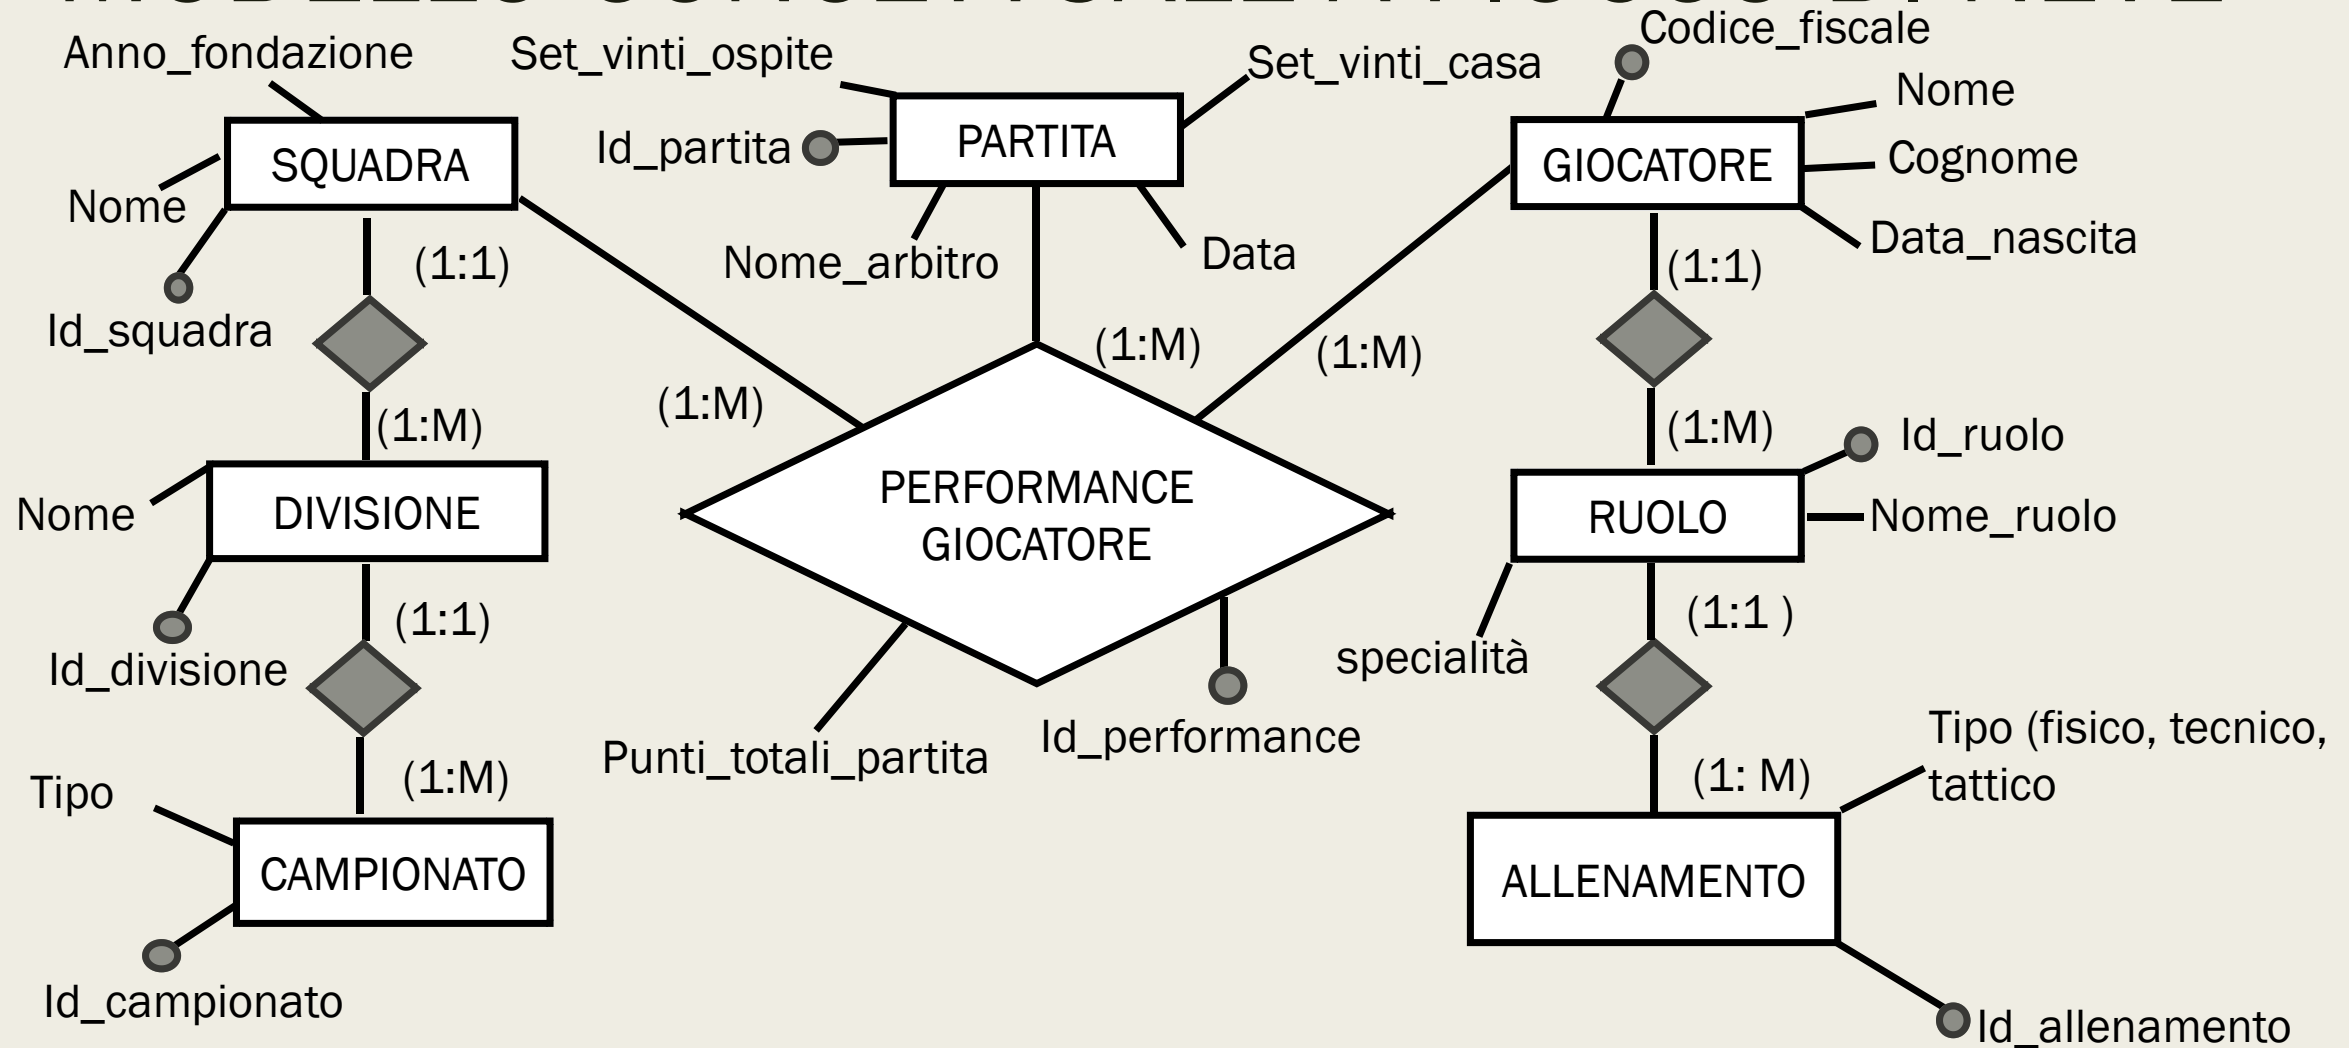 Anno_fondazione
Set_vinti_ospite
Set_vinti_casa
Codice_fiscale
Nome
Cognome
Data_nascita
SQUADRA
Id_partita
PARTITA
GIOCATORE
Nome
Nome_arbitro
Data
Id_squadra
(1:1)
(1:M)
(1:M)
(1:M)
(1:1)
(1:M)
(1:M)
Nome
DIVISIONE
PERFORMANCE
GIOCATORE
Id_ruolo
RUOLO
Nome_ruolo
Id_divisione
(1:1)
specialità
(1:1 )
Punti_totali_partita
Id_performance
Tipo
(1:M)
(1: M)
Tipo (fisico, tecnico,
tattico
CAMPIONATO
ALLENAMENTO
Id_campionato
Id_allenamento